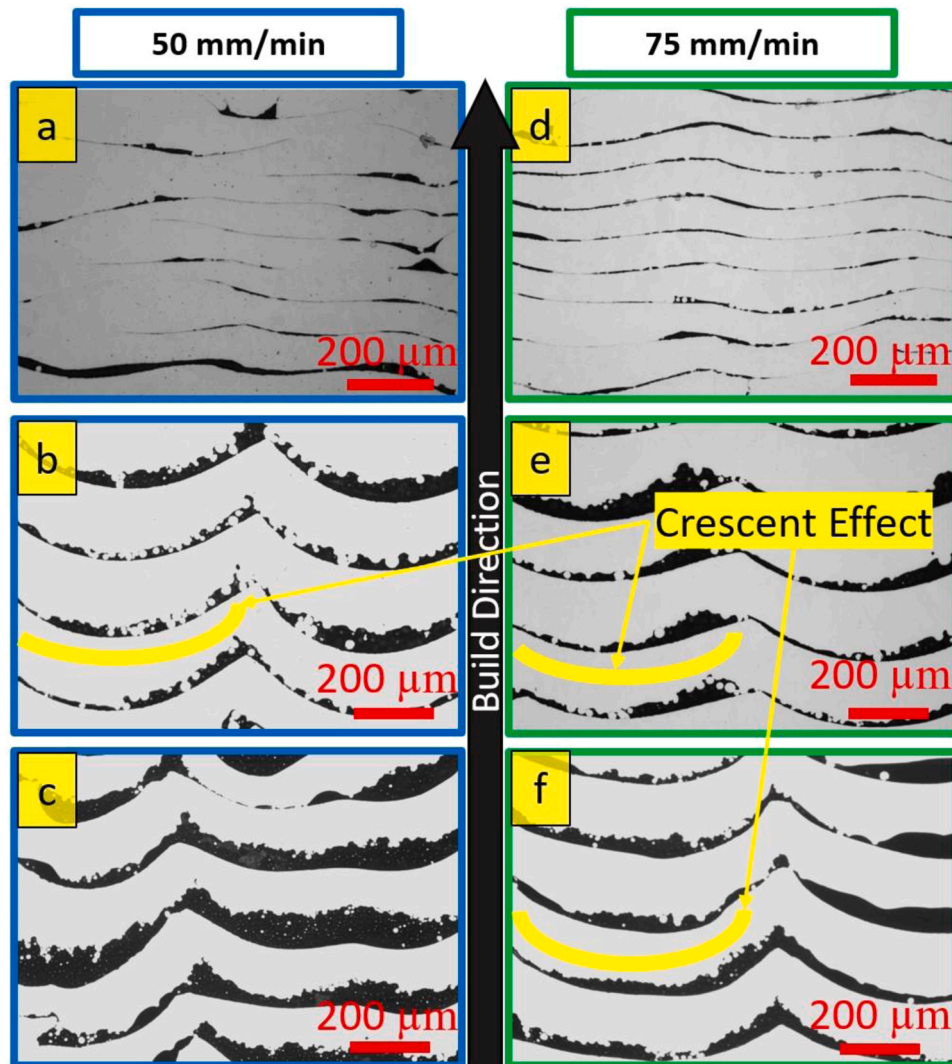 50 mm/min
75 mm/min
a
200 µm
d
200 µm
b
200 µm
e
Crescent Effect
200 µm
c
200 µm
f
200 µm
Build Direction